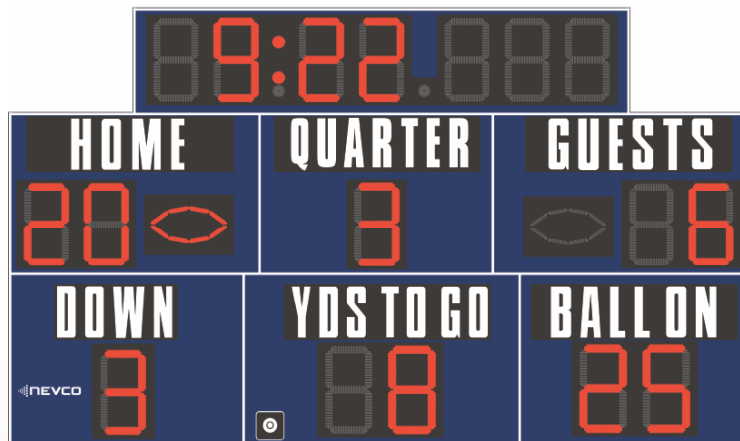 9:22
HOME QUARTER GUESTS
20 3 6
DOWN YDS TO GO BALL ON
3 8 25
NEVCO